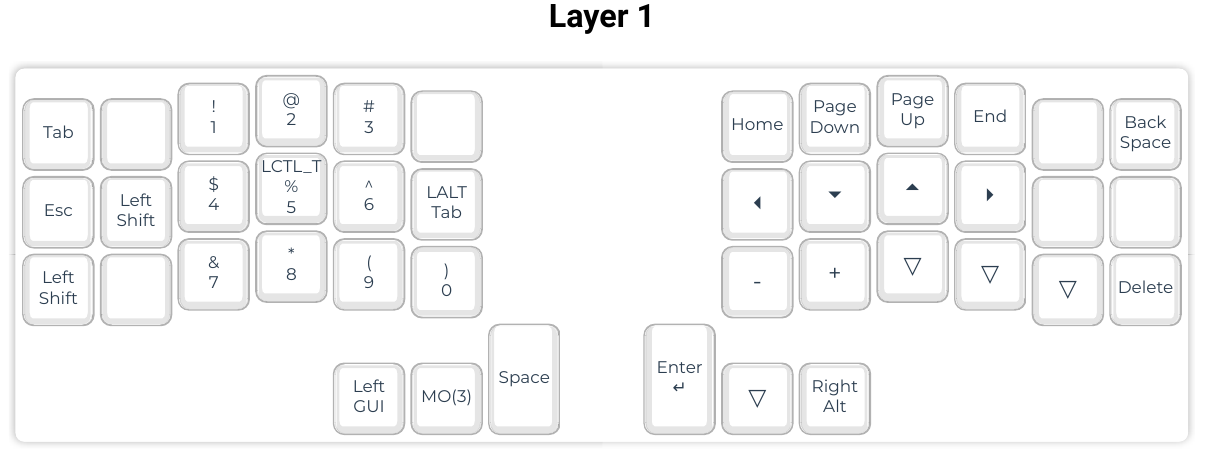 Layer 1
Tab
!
1
@
2
#
3
Home
Page
Down
Page
Up
End
Back
Space
Esc
Left
Shift
$
4
LCTL_T
%
5
^
6
LALT
Tab
Left
Shift
&
7
*
8
(
9
)
0
-
+
Delete
Left
GUI
MO(3)
Space
Enter
↵
Right
Alt